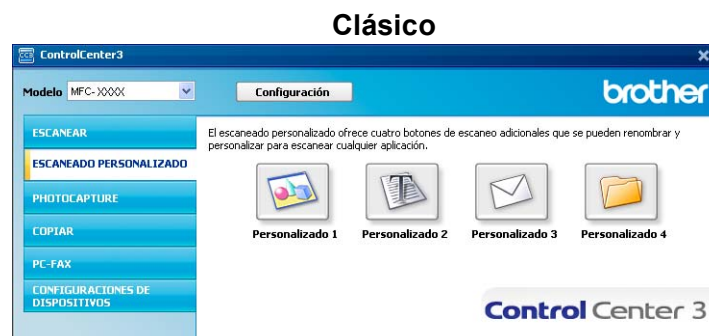 Clásico
ControlCenter3
Modelo MFC-XXXX Configuración brother
ESCANEAR
ESCANEADO PERSONALIZADO
PHOTOCAPTURE
COPIAR
PC-FAX
CONFIGURACIONES DE
DISPOSITIVOS
El escaneado personalizado ofrece cuatro botones de escaneo adicionales que se pueden renombrar y
personalizar para escanear cualquier aplicación.
Personalizado 1 Personalizado 2 Personalizado 3 Personalizado 4
Control Center 3